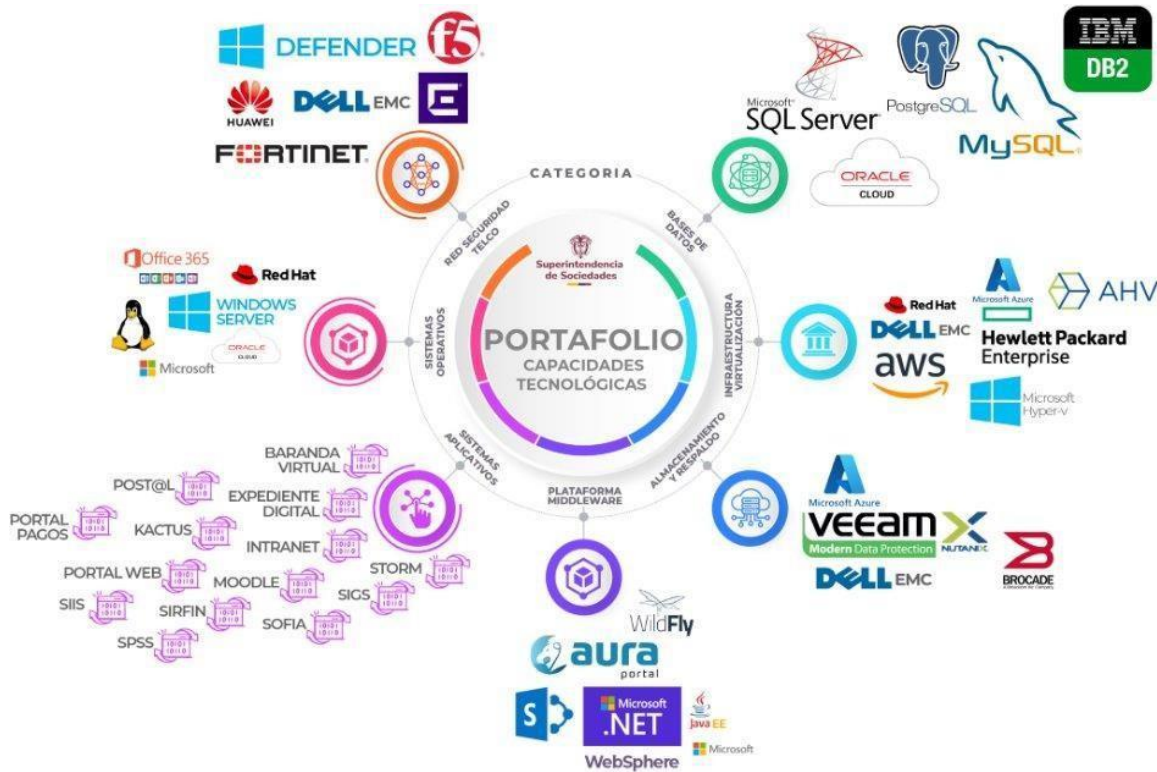 DEFENDER
f5
HUAWEI
DELL EMC
E
FORTINET
RED SEGURIDAD
TELCO
CATEGORIA
Microsoft
SQL Server
PostgreSQL
MySQL
IBM
DB2
ORACLE
CLOUD
BASES DE
DATOS
Office 365
Red Hat
WINDOWS
SERVER
ORACLE
CLOUD
Microsoft
SISTEMAS
OPERATIVOS
Superintendencia
de Sociedades
PORTAFOLIO
CAPACIDADES
TECNOLÓGICAS
INFRAESTRUCTURA
VIRTUALIZACIÓN
Red Hat
Microsoft Azure
AHV
DELL EMC
Hewlett Packard
Enterprise
aws
Microsoft
Hyper-v
SISTEMAS
APLICATIVOS
BARANDA
VIRTUAL
POST@L
EXPEDIENTE
DIGITAL
PORTAL
PAGOS
KACTUS
INTRANET
STORM
PORTAL WEB
MOODLE
SIGS
SIIS
SIRFIN
SOFIA
SPSS
PLATAFORMA
MIDDLEWARE
WildFly
aura
portal
S
Microsoft
.NET
Java EE
Microsoft
WebSphere
ALMACENAMIENTO
Y RESPALDO
Microsoft Azure
veeam
Modern Data Protection
NUTANIX
DELL EMC
BROCADE